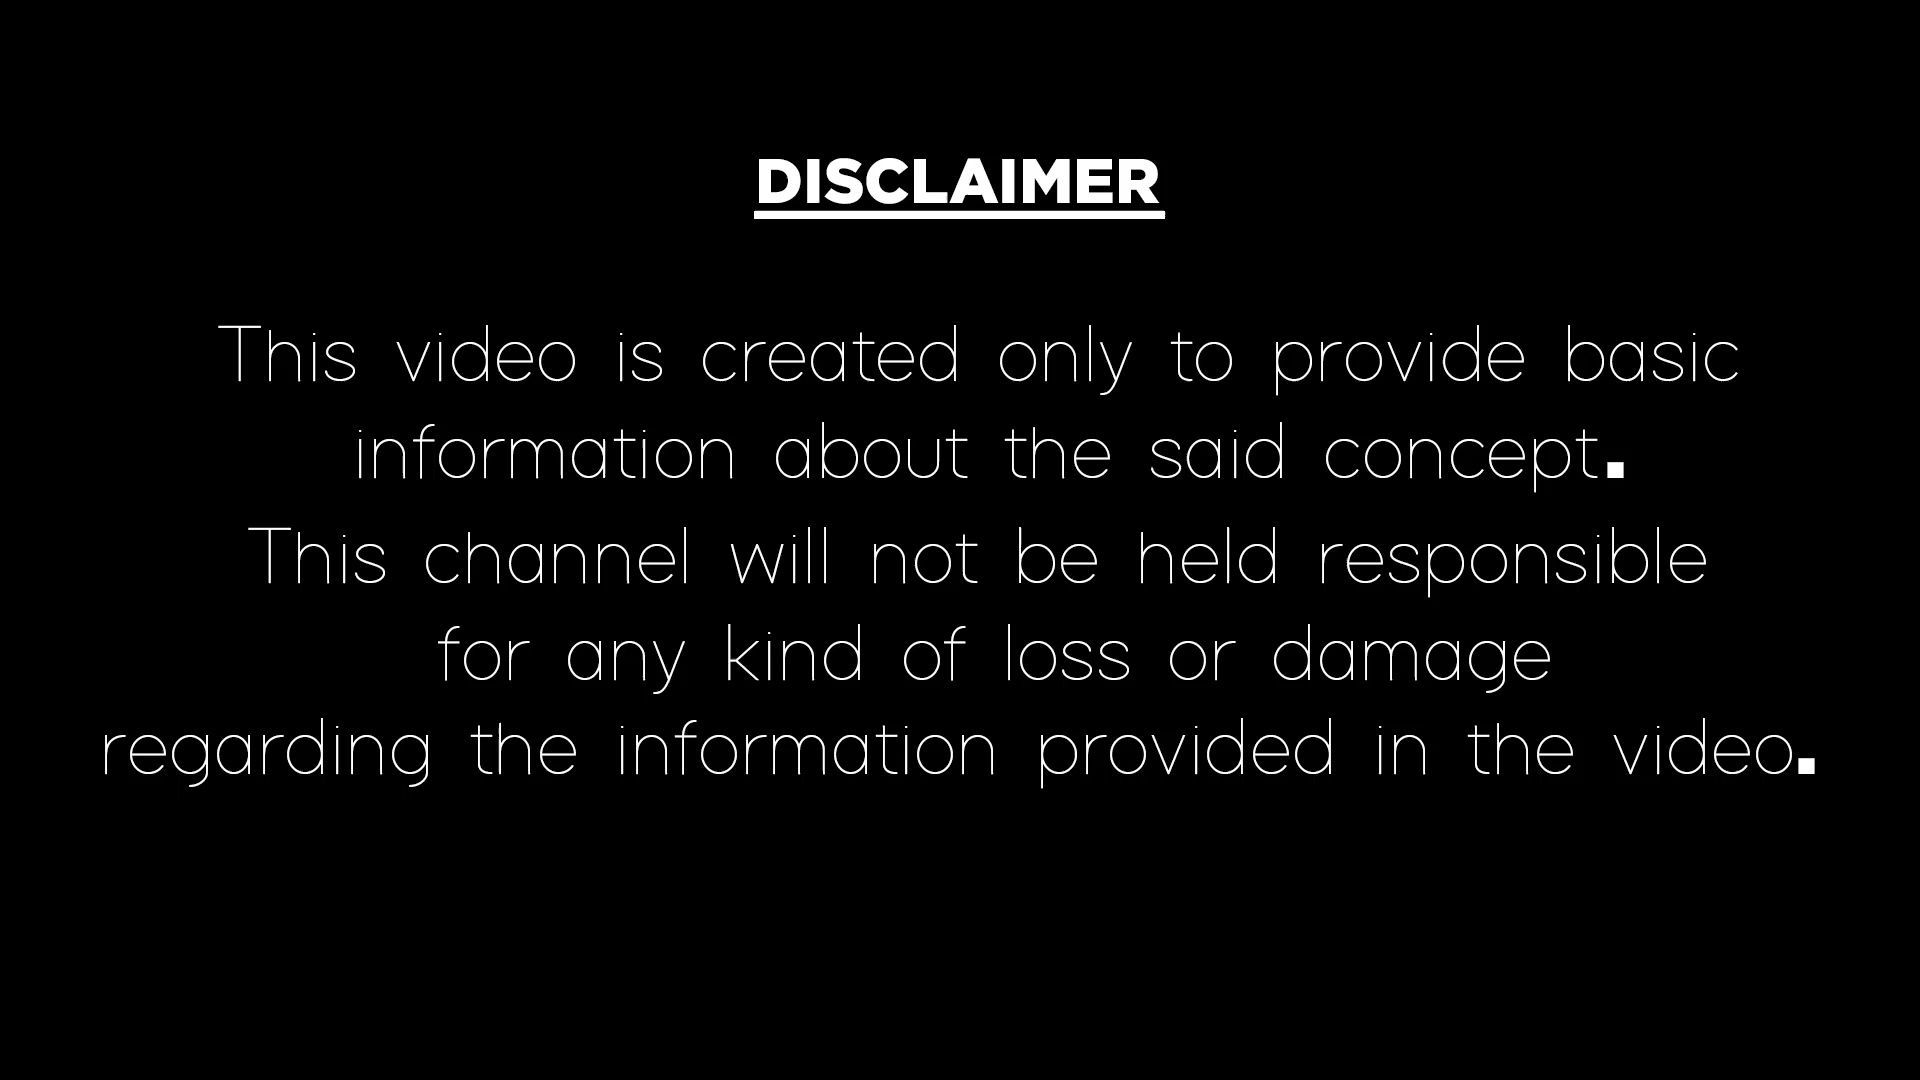 DISCLAIMER
This video is created only to provide basic
information about the said concept.
This channel will not be held responsible
for any kind of loss or damage
regarding the information provided in the video.